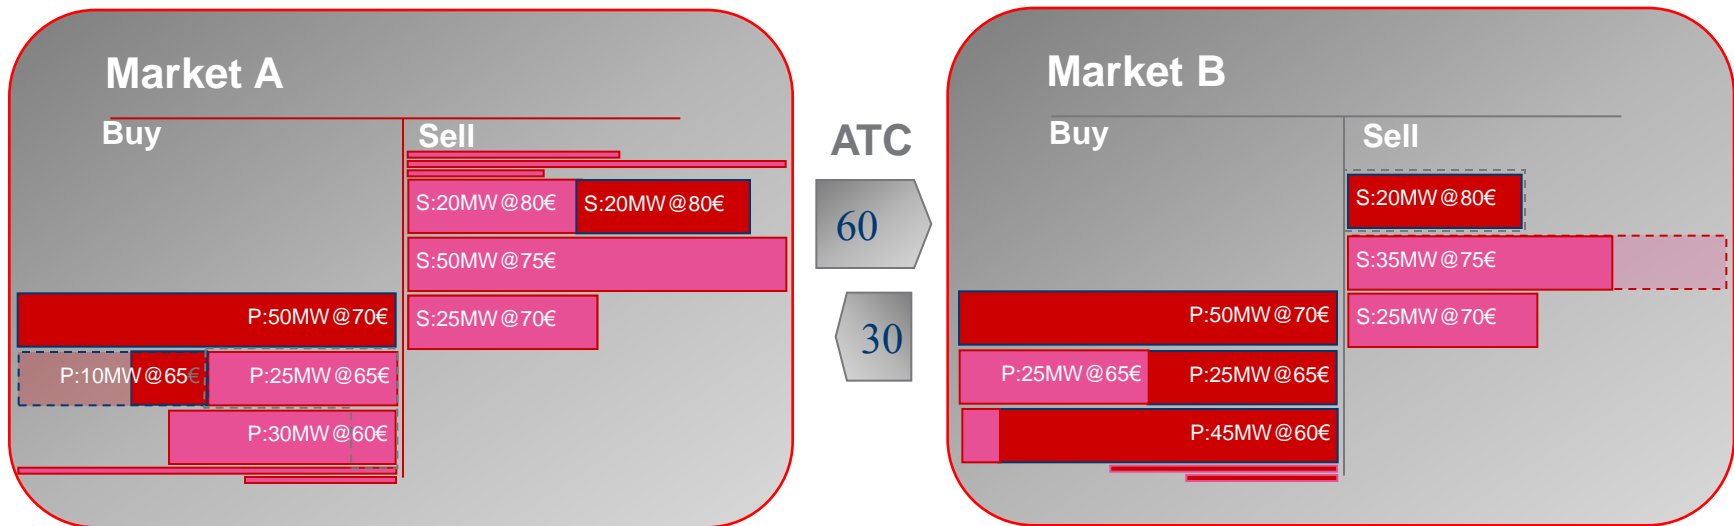 Market A
Buy
Sell
S:20MW@80€ S:20MW@80€
S:50MW@75€
P:50MW@70€ S:25MW@70€
P:10MW@65€ P:25MW@65€
P:30MW@60€
ATC
60
30
Market B
Buy
Sell
S:20MW@80€
S:35MW@75€
P:50MW@70€ S:25MW@70€
P:25MW@65€ P:25MW@65€
P:45MW@60€